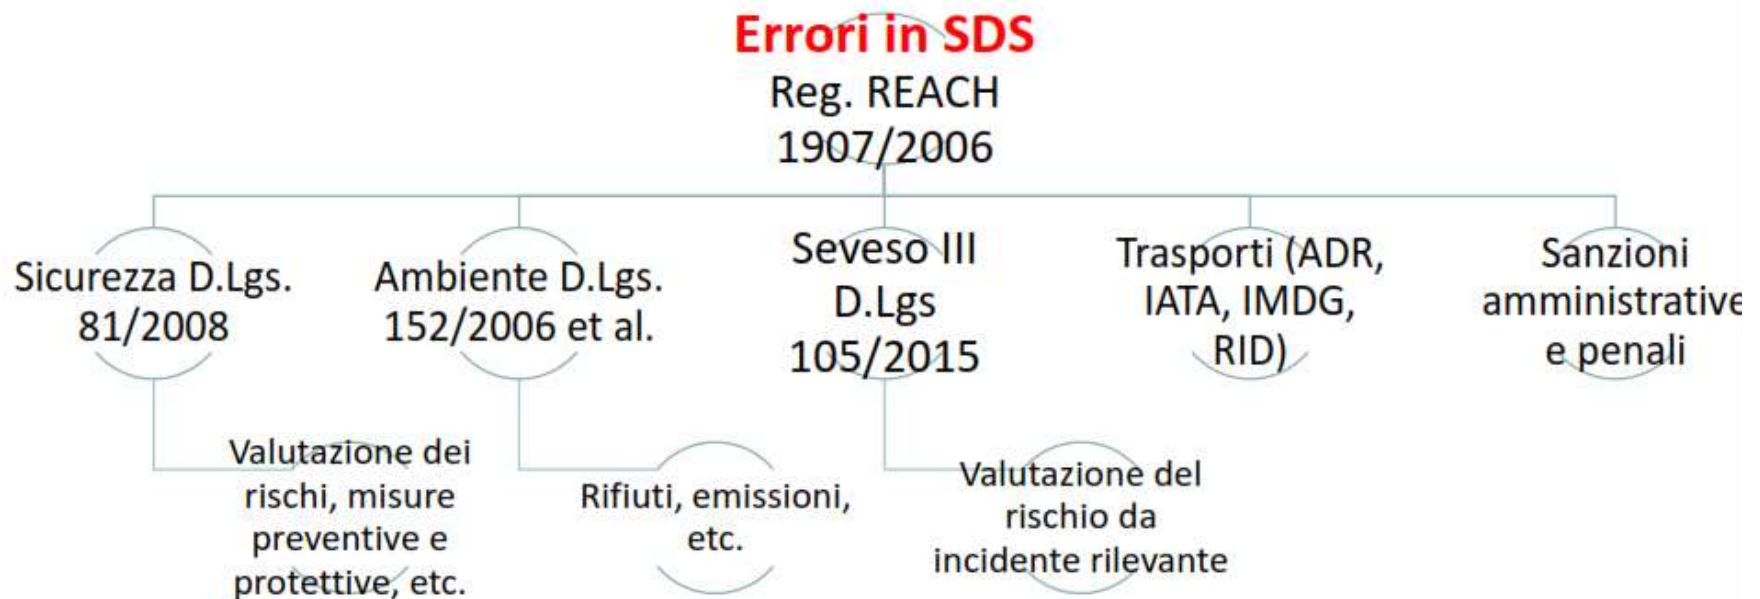 Errori in SDS
Reg. REACH
1907/2006
Sicurezza D.Lgs.
81/2008
Ambiente D.Lgs.
152/2006 et al.
Seveso III
D.Lgs
105/2015
Trasporti (ADR,
IATA, IMDG,
RID)
Sanzioni
amministrative
e penali
Valutazione dei
rischi, misure
preventive e
protettive, etc.
Rifiuti, emissioni,
etc.
Valutazione del
rischio da
incidente rilevante